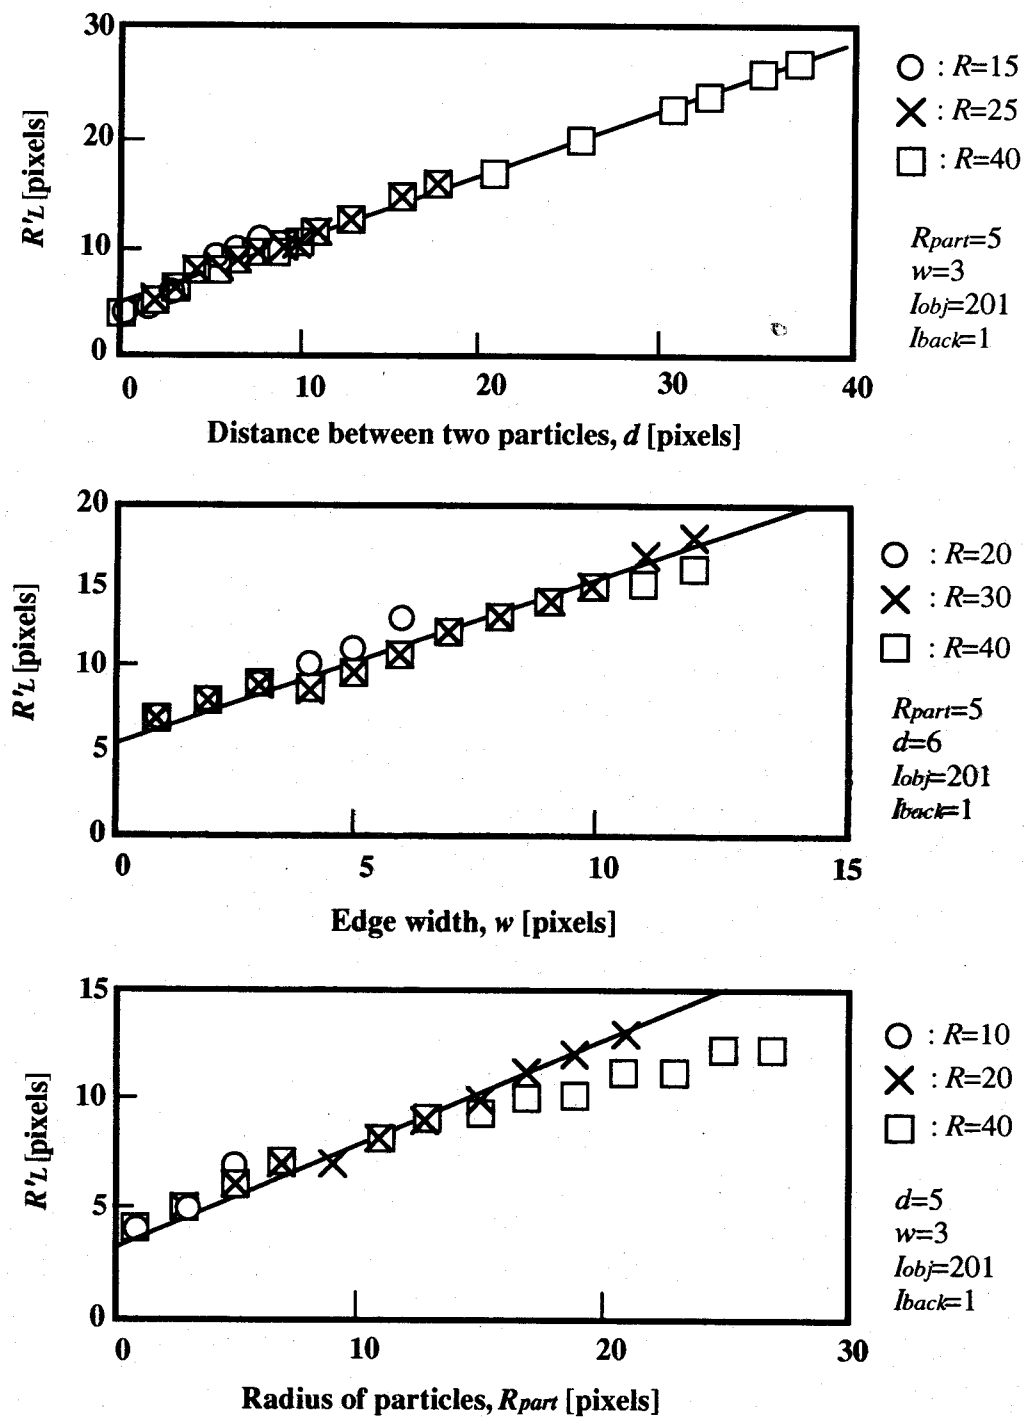 30
20
10
0
R'L [pixels]
0 10 20 30 40
Distance between two particles, d [pixels]
: R=15
: R=25
: R=40
Rpart=5
w=3
Iobj=201
Iback=1
20
15
10
5
0
R'L [pixels]
0 5 10 15
Edge width, w [pixels]
: R=20
: R=30
: R=40
Rpart=5
d=6
Iobj=201
Iback=1
15
10
5
0
R'L [pixels]
0 10 20 30
Radius of particles, Rpart [pixels]
: R=10
: R=20
: R=40
d=5
w=3
Iobj=201
Iback=1